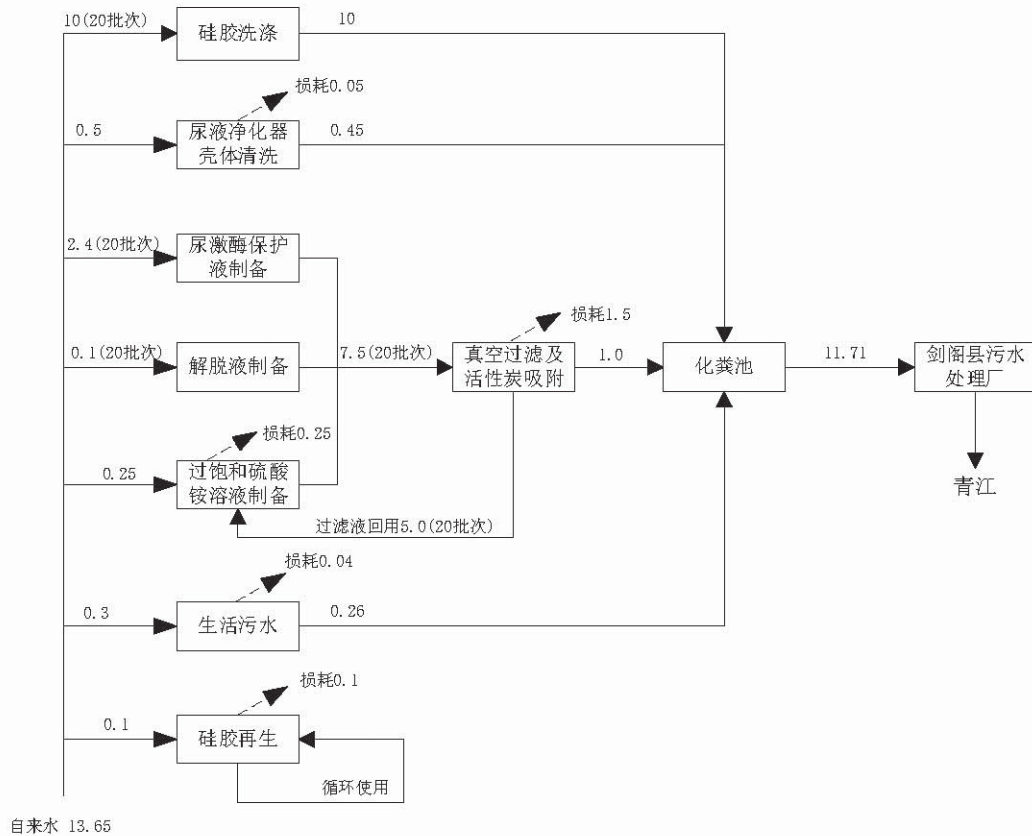 10(20批次)
硅胶洗涤
10
损耗0.05
0.5
尿液净化器
壳体清洗
0.45
2.4(20批次)
尿激酶保护
液制备
损耗1.5
0.1(20批次)
解脱液制备
7.5(20批次)
真空过滤及
活性炭吸附
1.0
化粪池
11.71
剑阁县污水
处理厂
损耗0.25
0.25
过饱和硫酸
铵溶液制备
青江
过滤液回用5.0(20批次)
损耗0.04
0.3
生活污水
0.26
损耗0.1
0.1
硅胶再生
循环使用
自来水 13.65